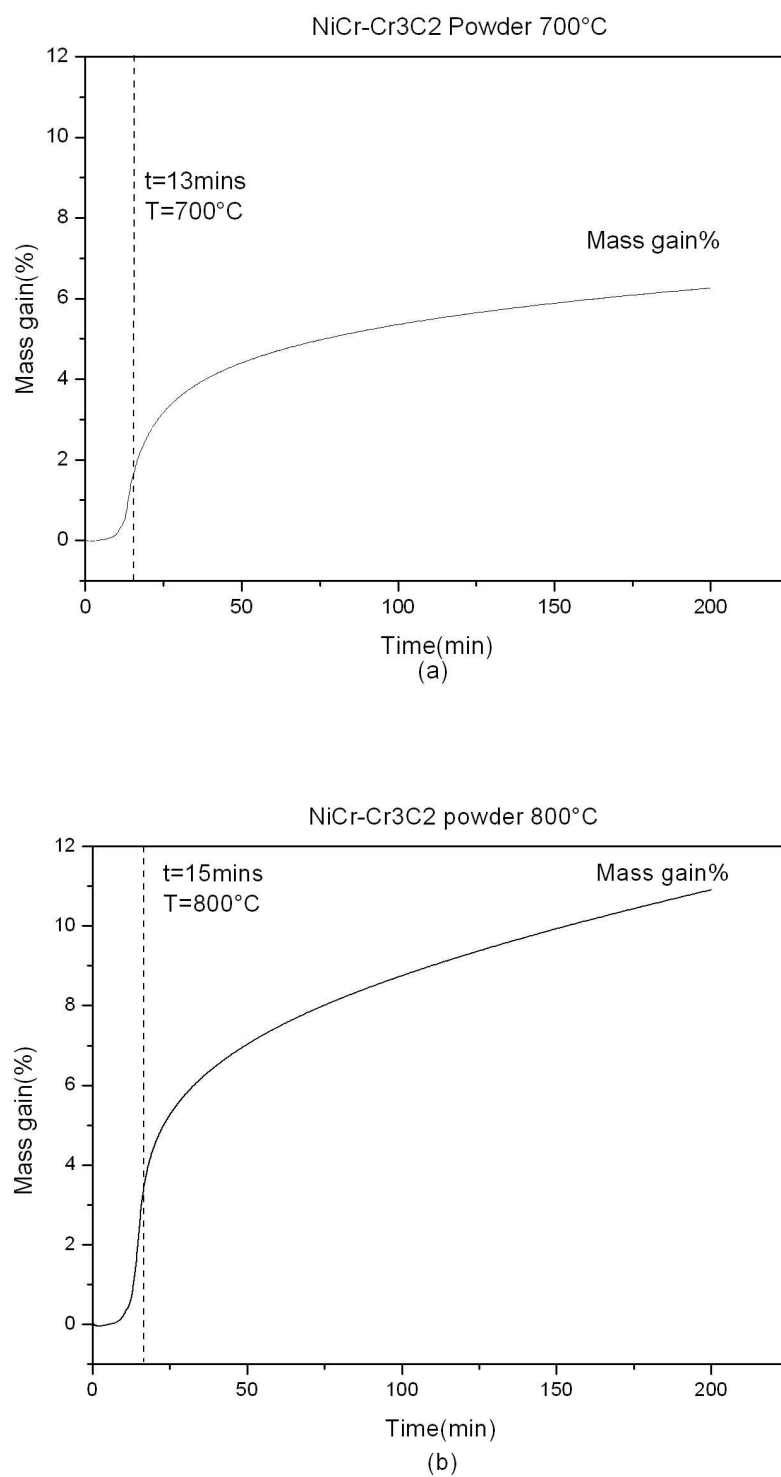 NiCr-Cr3C2 Powder 700°C
12
10
8
6
4
2
0
t=13mins
T=700°C
Mass gain%
Mass gain(%)
0 50 100 150 200
Time(min)
(a)
NiCr-Cr3C2 powder 800°C
12
10
8
6
4
2
0
t=15mins
T=800°C
Mass gain%
Mass gain(%)
0 50 100 150 200
Time(min)
(b)